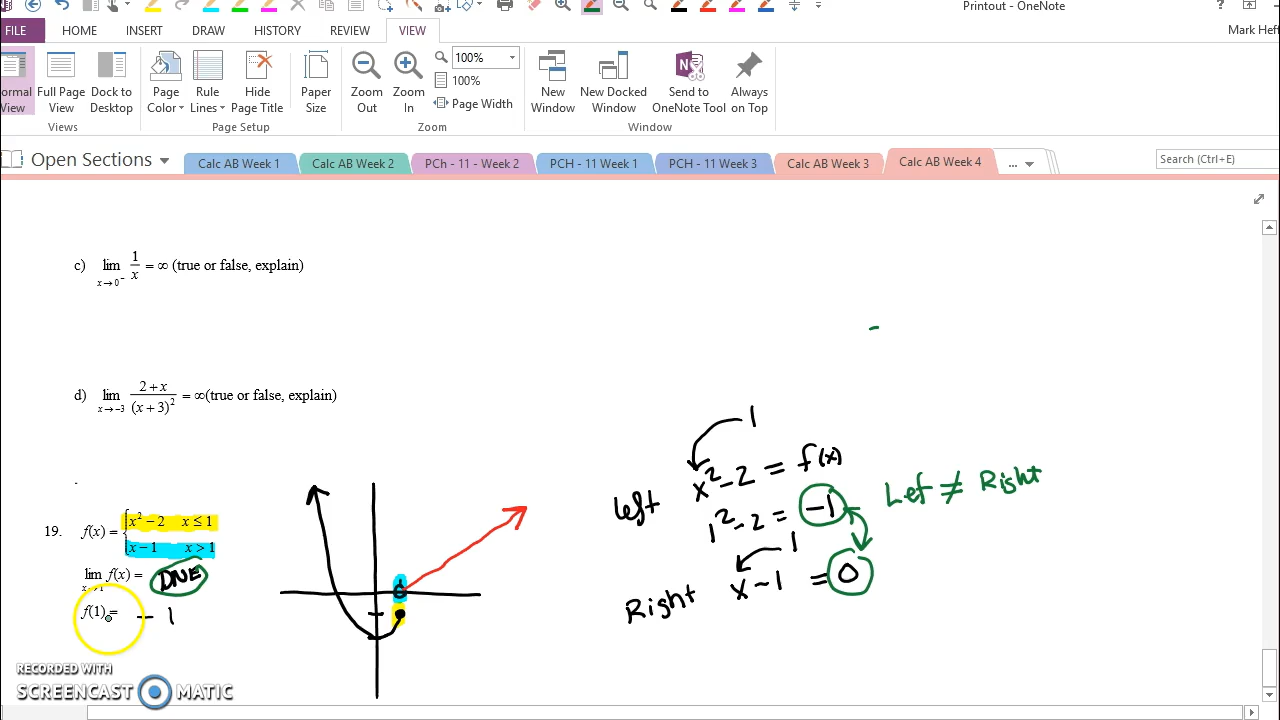 Printout - OneNote
FILE HOME INSERT DRAW HISTORY REVIEW VIEW
Mark Heff
ormal View
Full Page View
Dock to Desktop
Page Color
Rule Lines
Hide Page Title
Paper Size
Zoom Out
Zoom In
100%
100%
Page Width
New Window
New Docked Window
Send to OneNote Tool
Always on Top
Views Page Setup Zoom Window
Open Sections Calc AB Week 1 Calc AB Week 2 PCh - 11 - Week 2 PCH - 11 Week 1 PCH - 11 Week 3 Calc AB Week 3 Calc AB Week 4 ...
Search (Ctrl+E)
c) lim x→0⁻ 1/x = ∞ (true or false, explain)
d) lim x→−3 (2+x)/(x+3)² = ∞(true or false, explain)
1
left x²−2 = f(x)
Lef ≠ Right
1²−2 = −1
1
Right x−1 = 0
19. f(x) = { x² − 2 x ≤ 1
x − 1 x > 1
lim f(x) = DNE
f(1) = − 1
RECORDED WITH
SCREENCAST MATIC